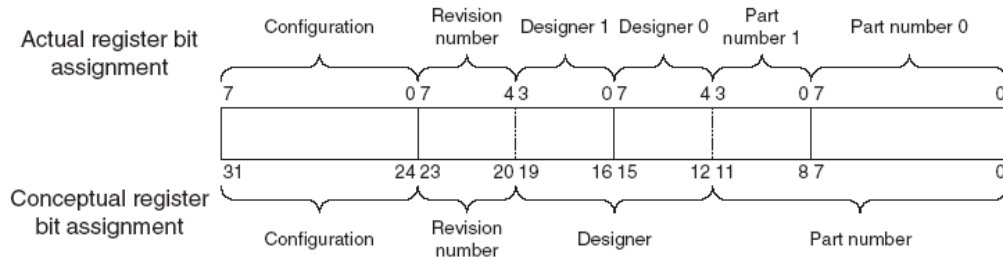 Actual register bit
assignment
Configuration
Revision
number
Designer 1
Designer 0
Part
number 1
Part number 0
7 0 7 4 3 0 7 4 3 0 7 0
31 24 23 20 19 16 15 12 11 8 7 0
Conceptual register
bit assignment
Configuration
Revision
number
Designer
Part number